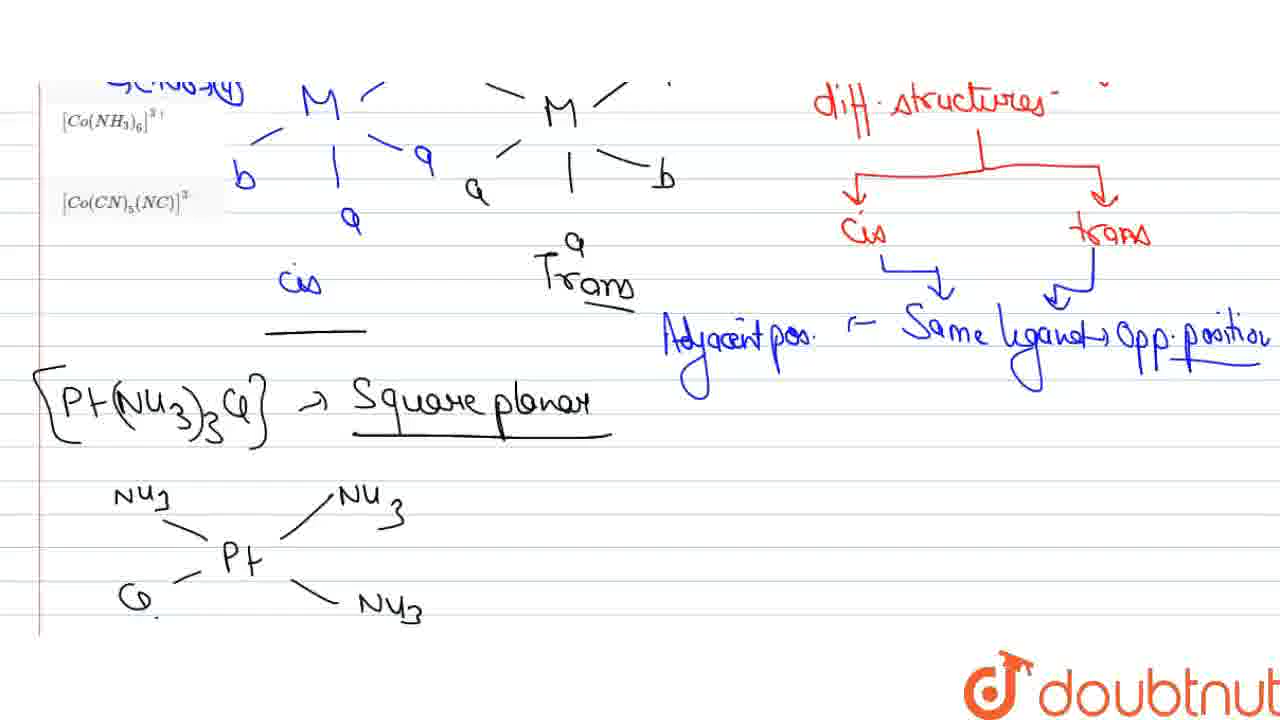 diff. structures
M
M
[Co(NH3)6]3+
b
a
a
b
[Co(CN)5(NC)]3
a
a
cis
trans
cis
Trans
Adjacent pos. ← Same ligand → Opp. position
[Pt(NH3)3Cl] → Square planar
NH3
NH3
Pt
Cl
NH3
doubtnut